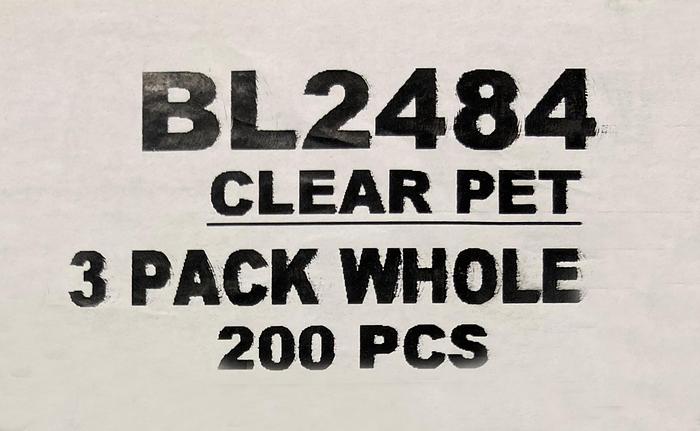 BL2484
CLEAR PET
3 PACK WHOLE
200 PCS